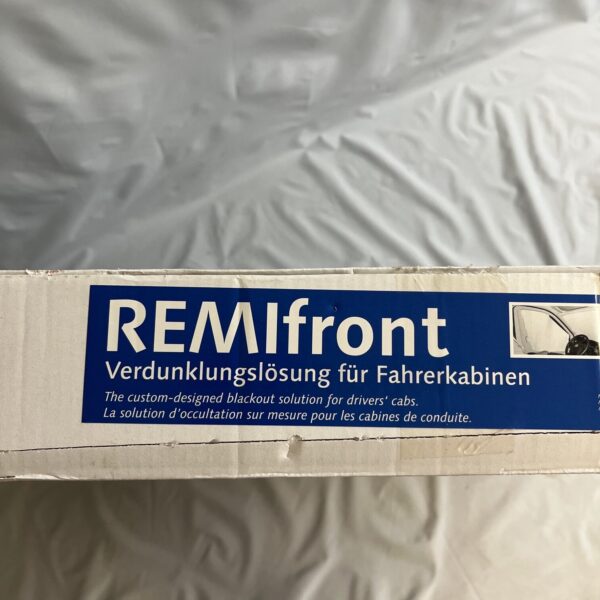 REMIfront
Verdunklungslösung für Fahrerkabinen
The custom-designed blackout solution for drivers' cabs.
La solution d'occultation sur mesure pour les cabines de conduite.